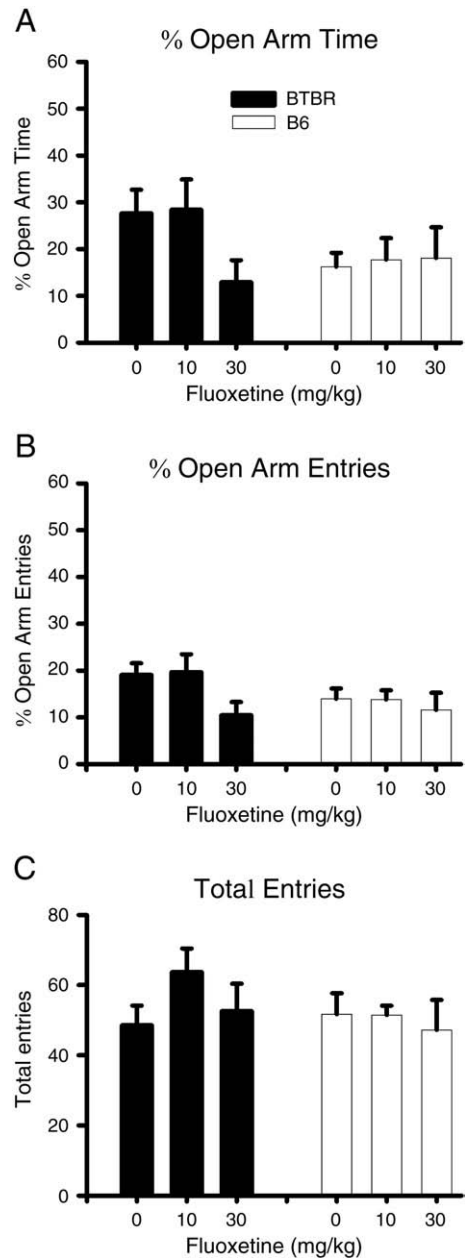 A
% Open Arm Time
60
50
40
30
20
10
0
% Open Arm Time
BTBR
B6
0 10 30 0 10 30
Fluoxetine (mg/kg)
B
% Open Arm Entries
60
50
40
30
20
10
0
% Open Arm Entries
0 10 30 0 10 30
Fluoxetine (mg/kg)
C
Total Entries
80
60
40
20
0
Total entries
0 10 30 0 10 30
Fluoxetine (mg/kg)